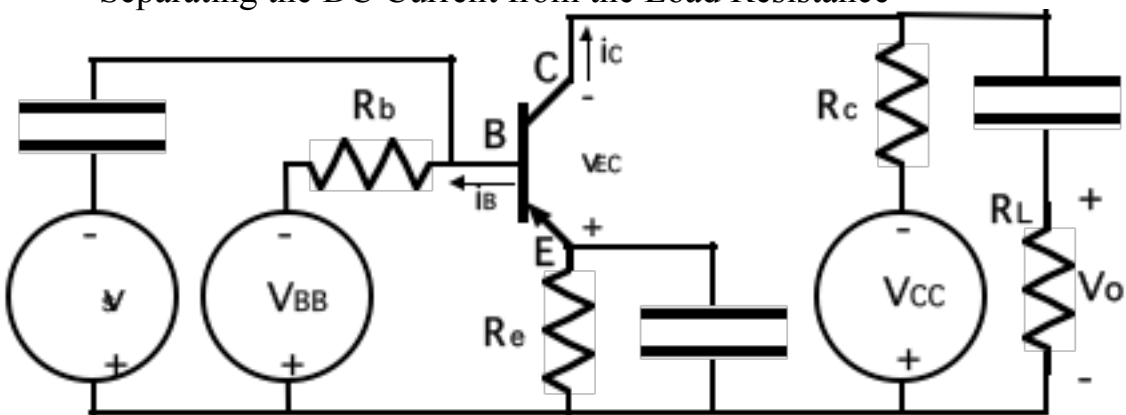 Separating the DC Current from the Load Resistance
C
iC
-
Rb
B
Rc
VEC
iB
+
E
RL
+
-
-
-
VBB
VCC
Vo
Re
+
+
+
-